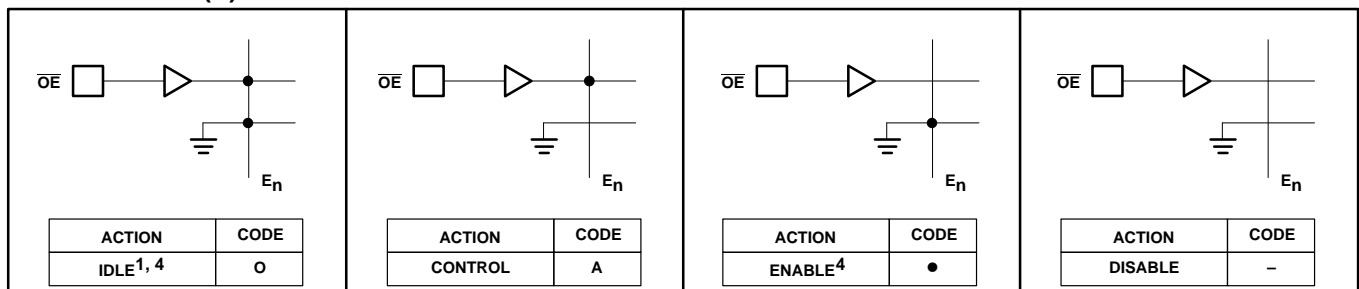 OE
En
ACTION CODE
IDLE1, 4 O
OE
En
ACTION CODE
CONTROL A
OE
En
ACTION CODE
ENABLE4 ●
OE
En
ACTION CODE
DISABLE –